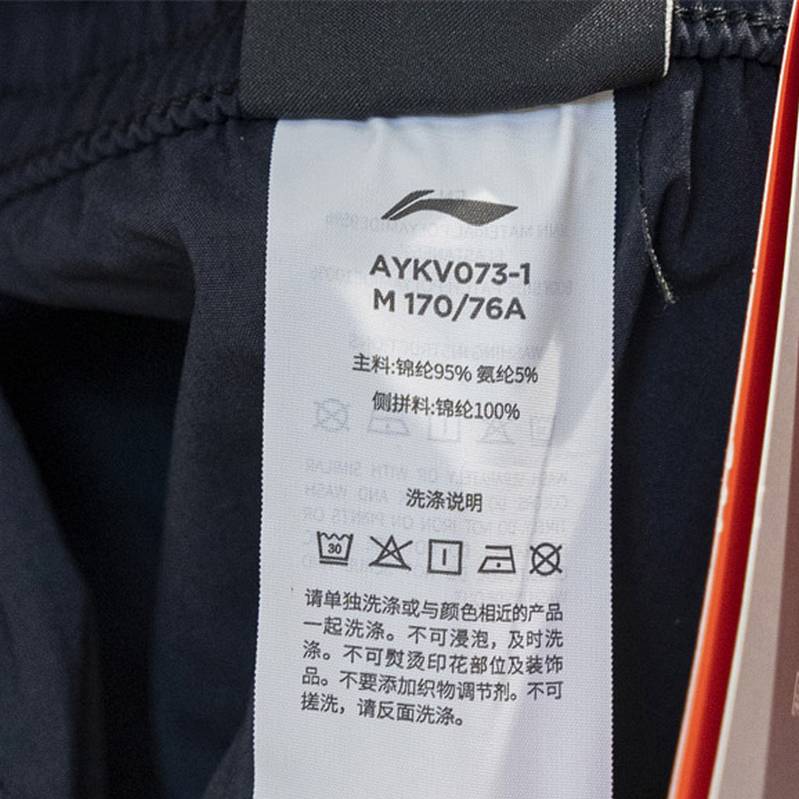 AYKV073-1
M 170/76A
主料:锦纶95% 氨纶5%
侧拼料:锦纶100%
洗涤说明
30
请单独洗涤或与颜色相近的产品
一起洗涤。不可浸泡，及时洗
涤。不可熨烫印花部位及装饰
品。不要添加织物调节剂。不可
搓洗，请反面洗涤。